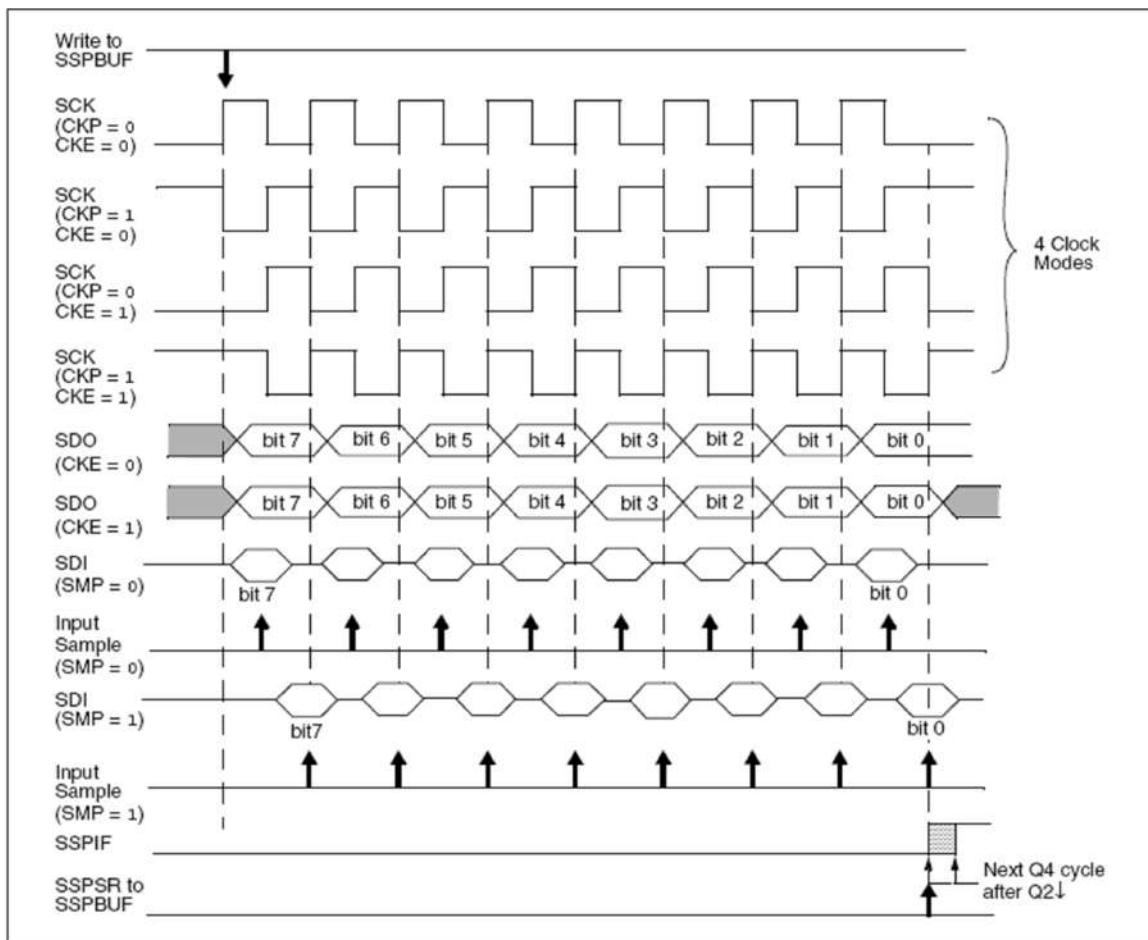 Write to
SSPBUF
SCK
(CKP = 0
CKE = 0)
SCK
(CKP = 1
CKE = 0)
SCK
(CKP = 0
CKE = 1)
SCK
(CKP = 1
CKE = 1)
4 Clock
Modes
SDO
(CKE = 0)
bit 7 bit 6 bit 5 bit 4 bit 3 bit 2 bit 1 bit 0
SDO
(CKE = 1)
bit 7 bit 6 bit 5 bit 4 bit 3 bit 2 bit 1 bit 0
SDI
(SMP = 0)
bit 7 bit 0
Input
Sample
(SMP = 0)
SDI
(SMP = 1)
bit7 bit 0
Input
Sample
(SMP = 1)
SSPIF
SSPSR to
SSPBUF
Next Q4 cycle
after Q2↓